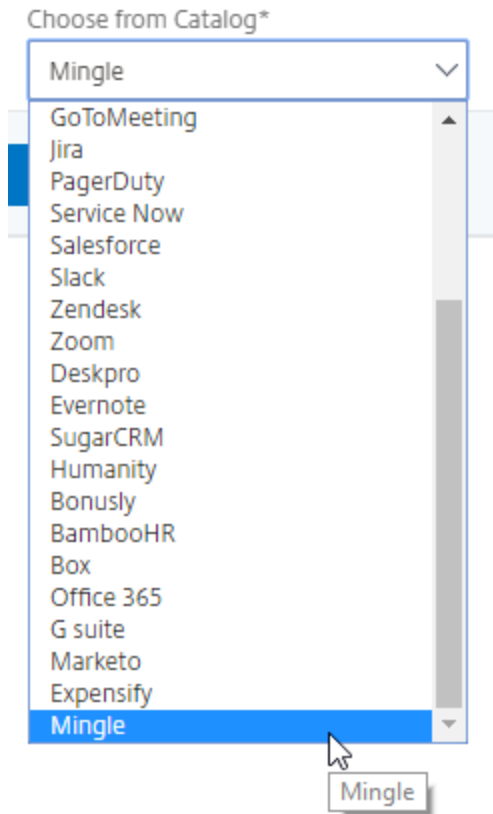 Choose from Catalog*
Mingle
GoToMeeting
Jira
PagerDuty
Service Now
Salesforce
Slack
Zendesk
Zoom
Deskpro
Evernote
SugarCRM
Humanity
Bonusly
BambooHR
Box
Office 365
G suite
Marketo
Expensify
Mingle
Mingle